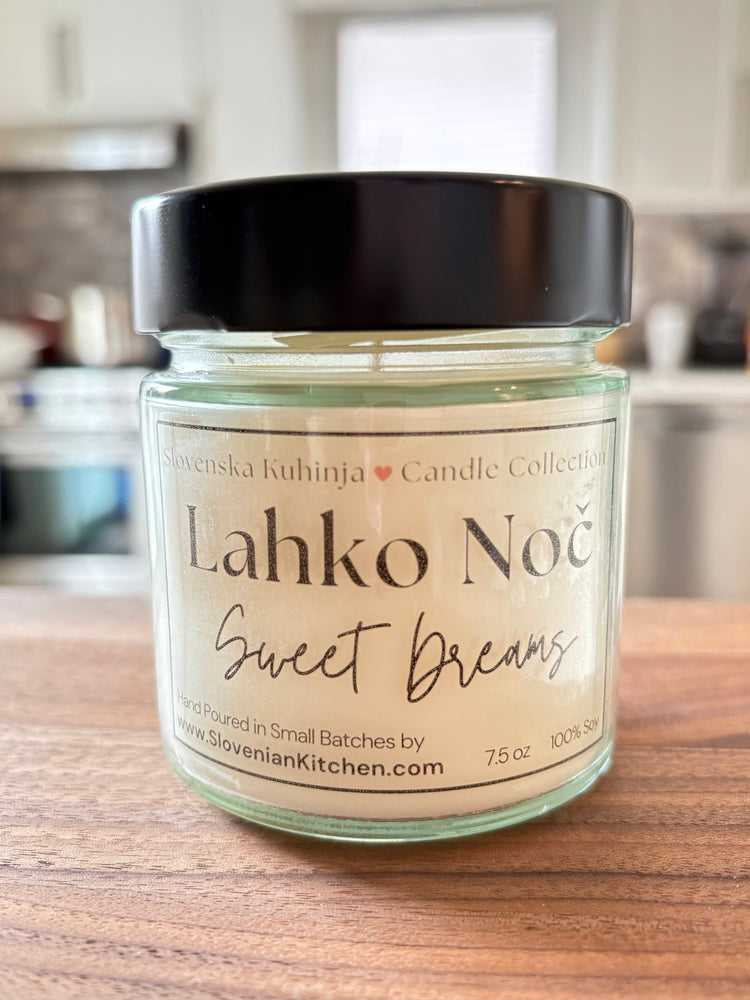 Slovenska Kuhinja ♥ Candle Collection
Lahko Noč
Sweet Dreams
Hand Poured in Small Batches by
www.SlovenianKitchen.com
7.5 oz 100% Soy